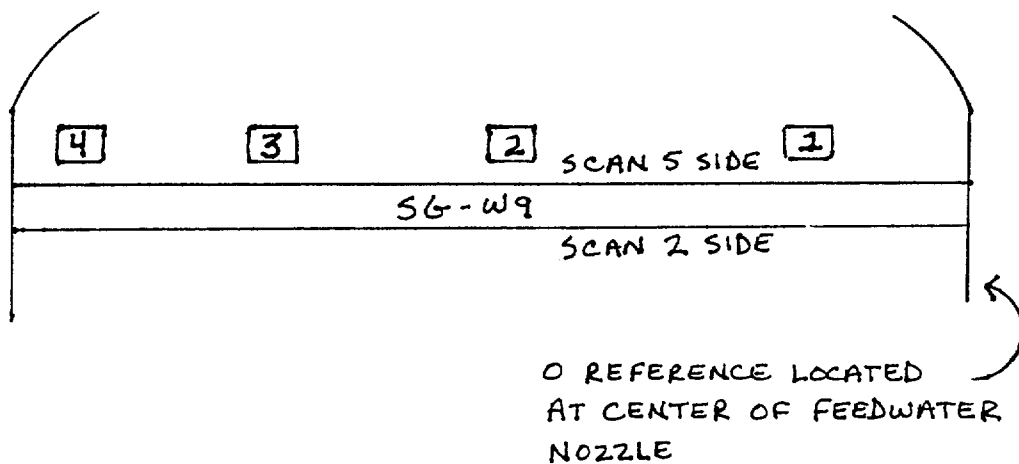 4 3 2 1
SCAN 5 SIDE
SG-W9
SCAN 2 SIDE
0 REFERENCE LOCATED
AT CENTER OF FEEDWATER
NOZZLE